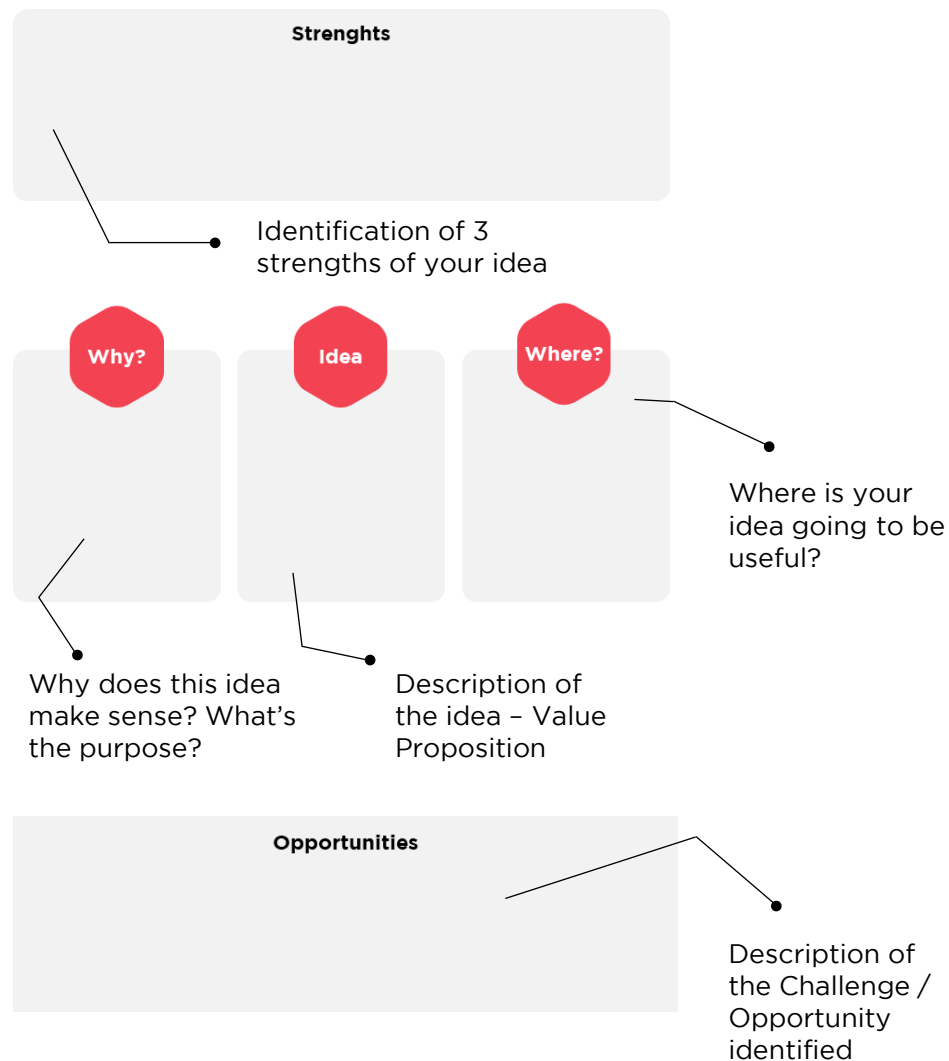 Strenghts
Identification of 3
strengths of your idea
Why?
Idea
Where?
Where is your
idea going to be
useful?
Why does this idea
make sense? What’s
the purpose?
Description of
the idea – Value
Proposition
Opportunities
Description of
the Challenge /
Opportunity
identified